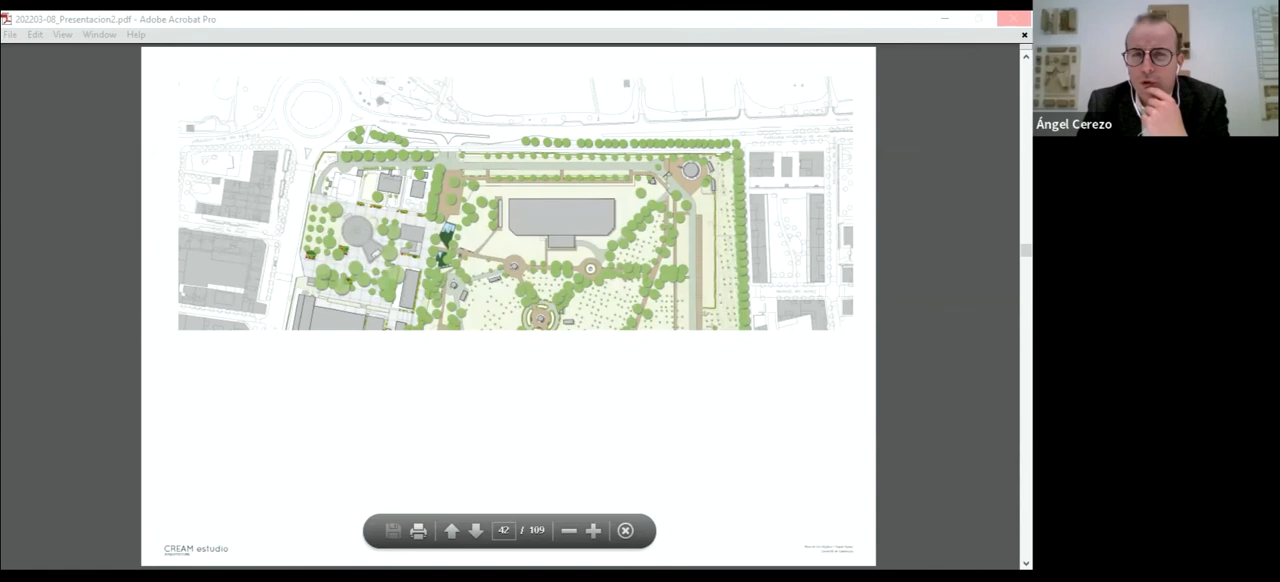 202203-08_Presentacion2.pdf - Adobe Acrobat Pro
File Edit View Window Help
Ángel Cerezo
42 / 109
CREAM estudio